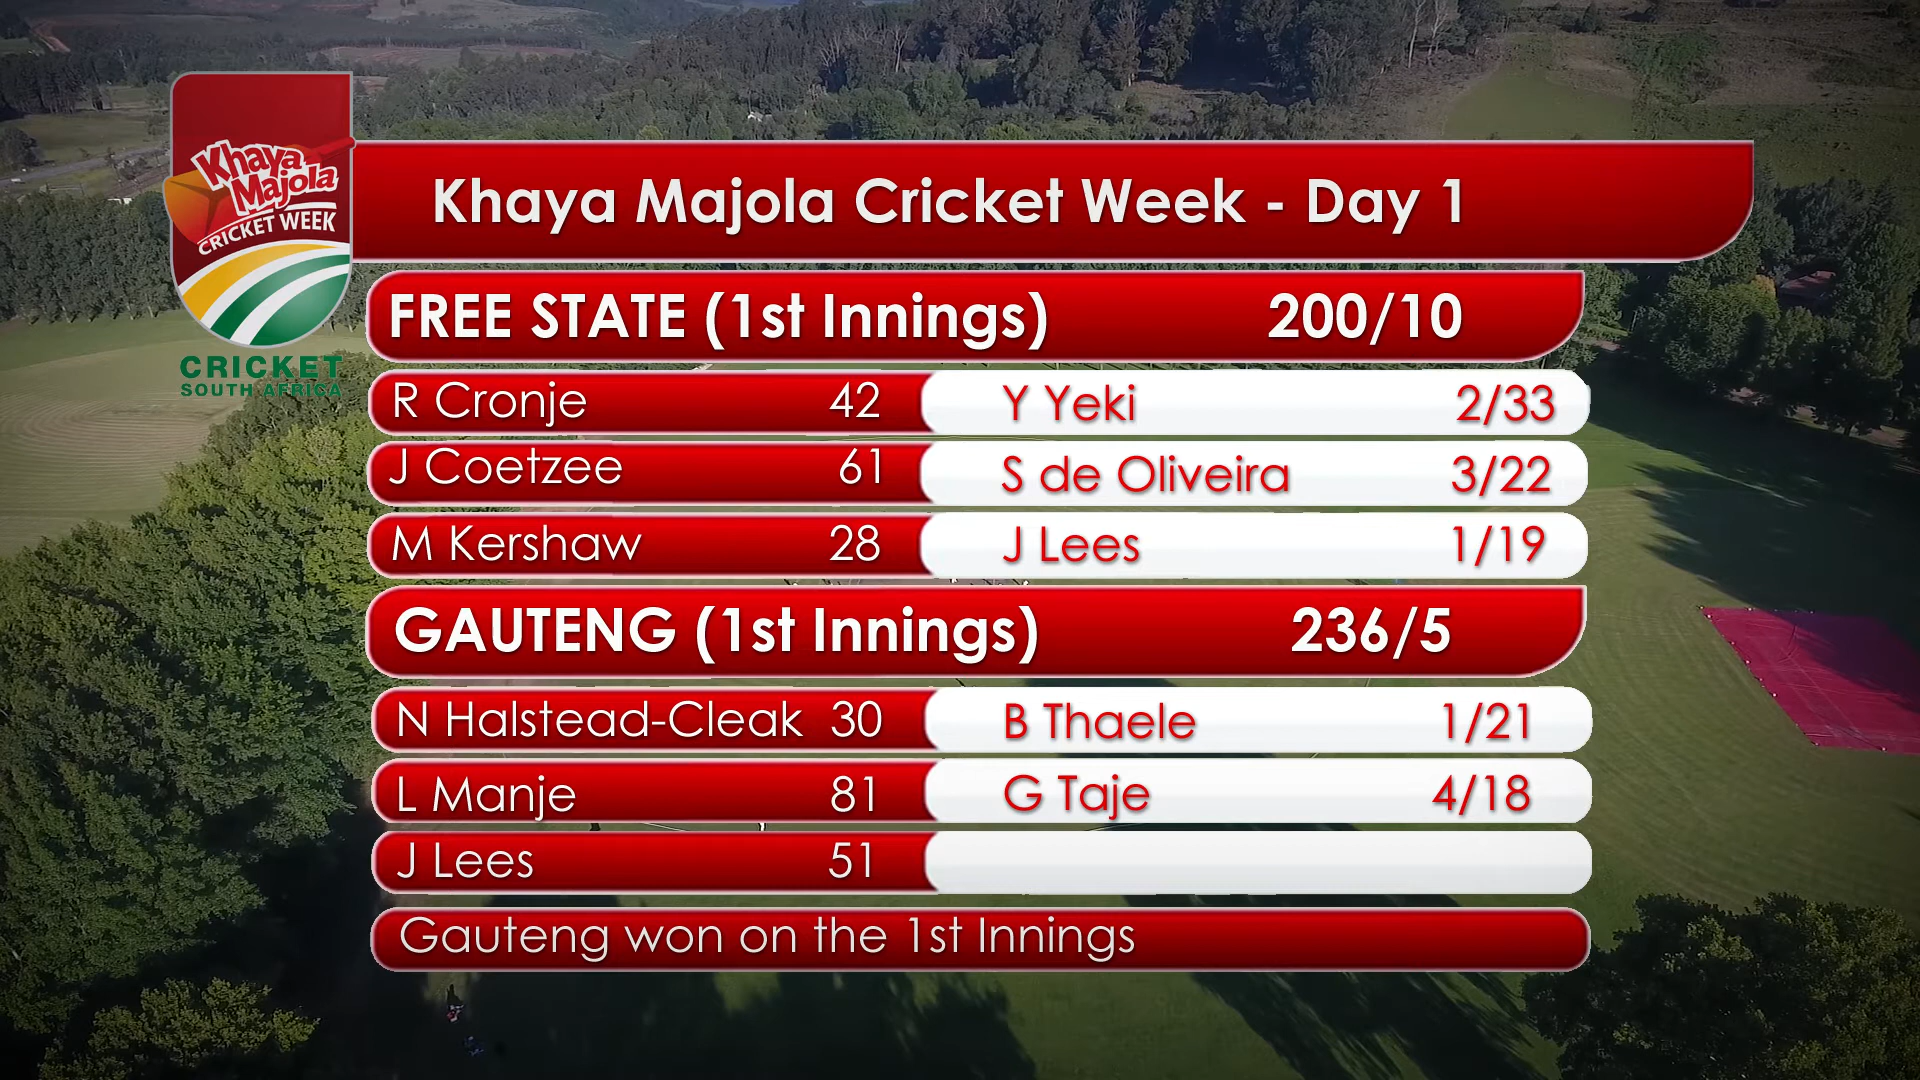 Khaya
Majola
CRICKET WEEK
CRICKET
SOUTH AFRICA
Khaya Majola Cricket Week - Day 1
FREE STATE (1st Innings) 200/10
R Cronje 42 Y Yeki 2/33
J Coetzee 61 S de Oliveira 3/22
M Kershaw 28 J Lees 1/19
GAUTENG (1st Innings) 236/5
N Halstead-Cleak 30 B Thaele 1/21
L Manje 81 G Taje 4/18
J Lees 51
Gauteng won on the 1st Innings